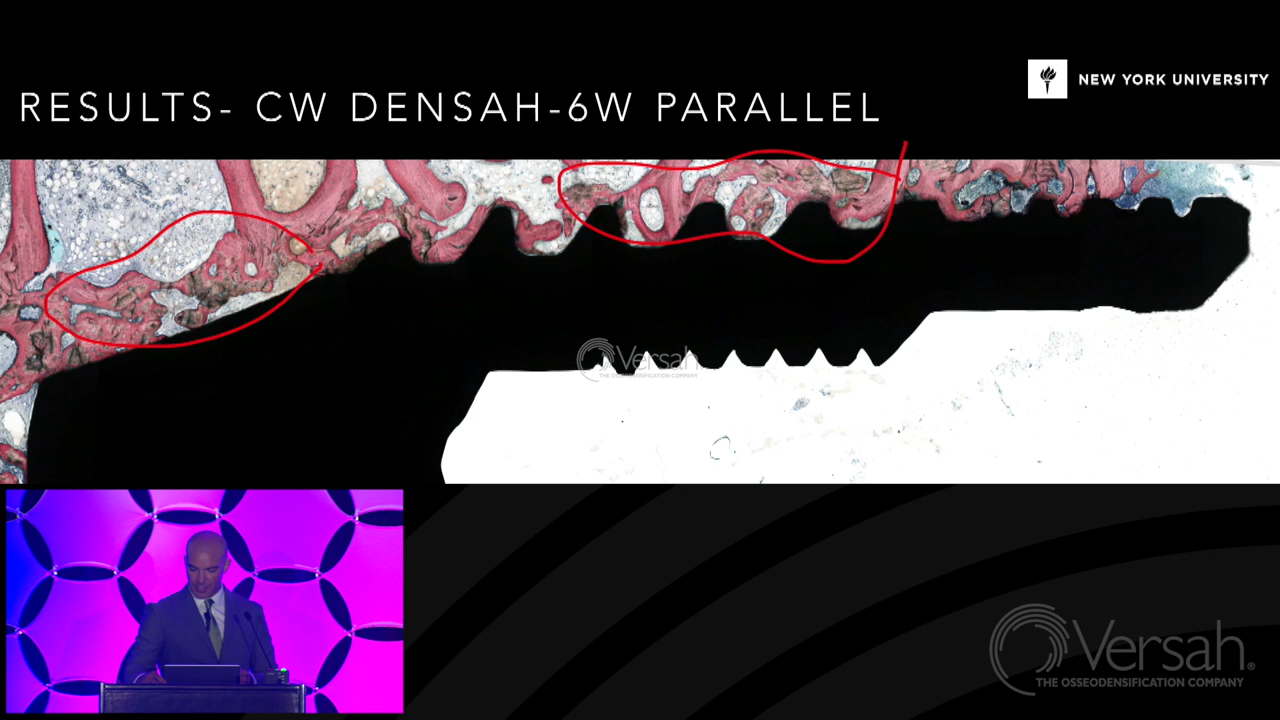 NEW YORK UNIVERSITY
RESULTS- CW DENSAH-6W PARALLEL
Versah
THE OSSEODENSIFICATION COMPANY
Versah®
THE OSSEODENSIFICATION COMPANY